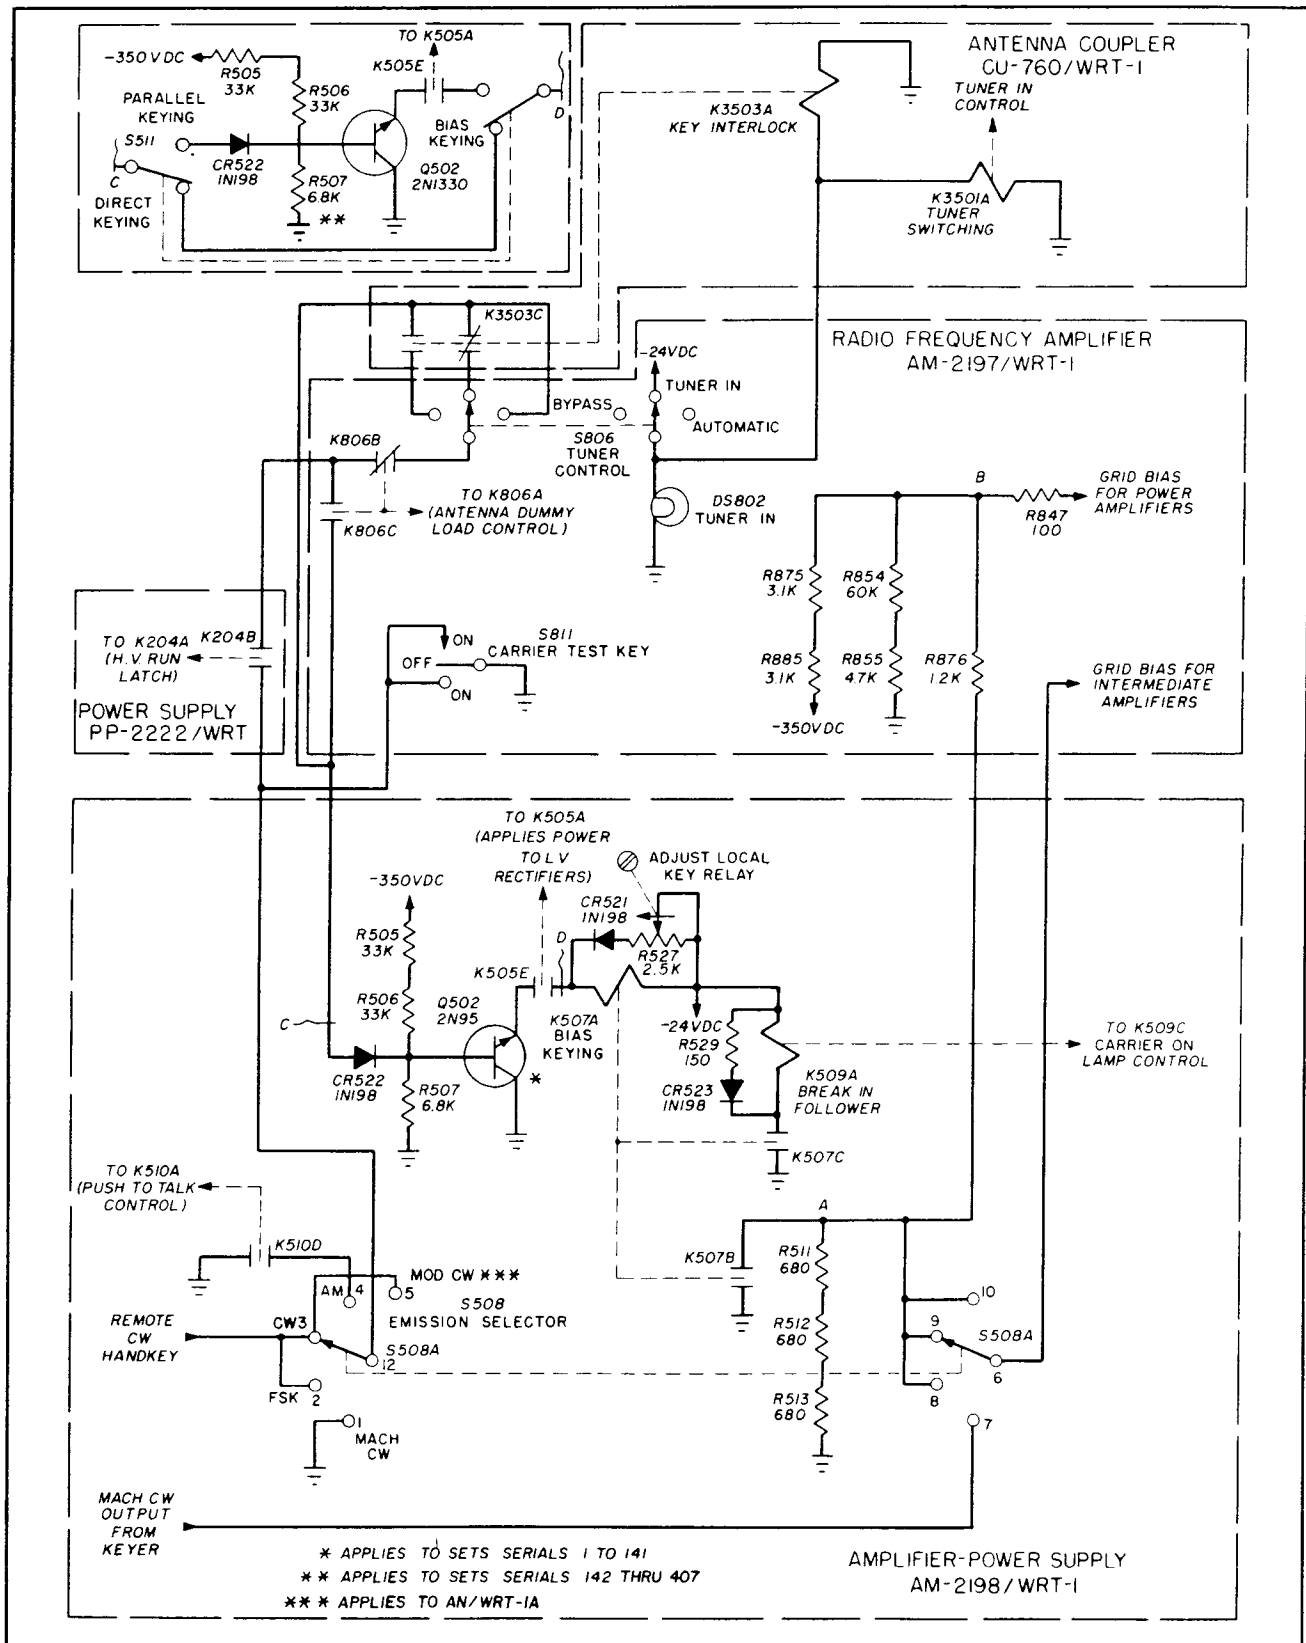 TO K505A
-350 VDC
R505
33K
R506
33K
K505E
PARALLEL
KEYING
S511
CR522
1N198
C
DIRECT
KEYING
R507
6.8K
**
Q502
2N1330
BIAS
KEYING
D
ANTENNA COUPLER
CU-760/WRT-1
TUNER IN
CONTROL
K3503A
KEY INTERLOCK
K3501A
TUNER
SWITCHING
K3503C
RADIO FREQUENCY AMPLIFIER
AM-2197/WRT-1
-24VDC
TUNER IN
BYPASS
AUTOMATIC
S806
TUNER
CONTROL
K806B
TO K806A
(ANTENNA DUMMY
LOAD CONTROL)
K806C
DS802
TUNER IN
B
R847
100
GRID BIAS
FOR POWER
AMPLIFIERS
R875
3.1K
R854
60K
R885
3.1K
R855
4.7K
R876
1.2K
-350VDC
GRID BIAS FOR
INTERMEDIATE
AMPLIFIERS
TO K204A
(H.V. RUN
LATCH)
K204B
POWER SUPPLY
PP-2222/WRT
ON
OFF
ON
S811
CARRIER TEST KEY
TO K505A
(APPLIES POWER
TO LV
RECTIFIERS)
ADJUST LOCAL
KEY RELAY
-350VDC
R505
33K
R506
33K
CR521
1N198
R527
2.5K
D
K505E
Q502
2N95
*
K507A
BIAS
KEYING
-24VDC
R529
150
CR523
1N198
K509A
BREAK IN
FOLLOWER
TO K509C
CARRIER ON
LAMP CONTROL
C
CR522
1N198
R507
6.8K
K507C
TO K510A
(PUSH TO TALK
CONTROL)
K510D
A
K507B
R511
680
R512
680
R513
680
AM 4
5
MOD CW ***
S508
EMISSION SELECTOR
REMOTE
CW
HANDKEY
CW3
S508A
12
FSK 2
1
MACH
CW
10
9
S508A
6
8
7
MACH CW
OUTPUT
FROM
KEYER
* APPLIES TO SETS SERIALS 1 TO 141
** APPLIES TO SETS SERIALS 142 THRU 407
*** APPLIES TO AN/WRT-1A
AMPLIFIER-POWER SUPPLY
AM-2198/WRT-1